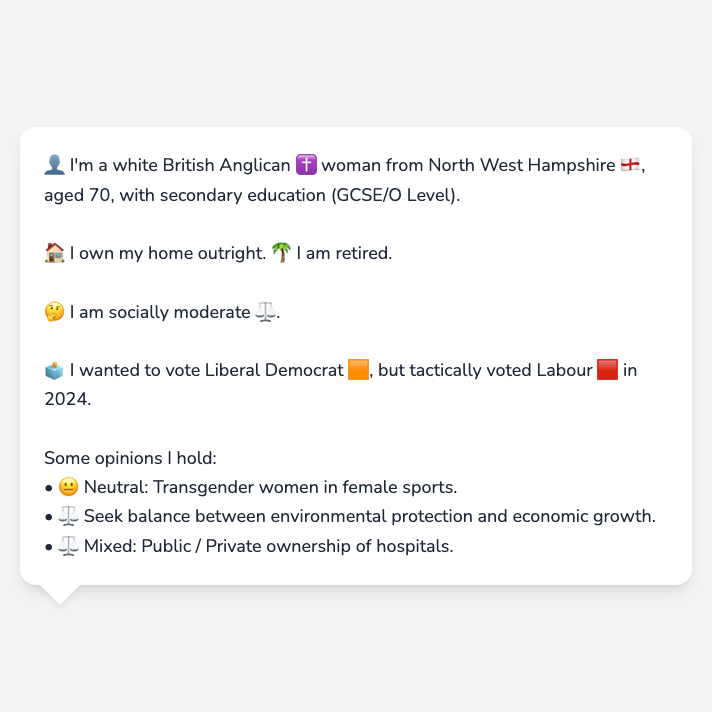 👤 I'm a white British Anglican ✝️ woman from North West Hampshire 🏴󠁧󠁢󠁥󠁮󠁧󠁿,
aged 70, with secondary education (GCSE/O Level).
🏠 I own my home outright. 🌴 I am retired.
🤔 I am socially moderate ⚖️.
🗳️ I wanted to vote Liberal Democrat 🟧, but tactically voted Labour 🟥 in
2024.
Some opinions I hold:
• 😐 Neutral: Transgender women in female sports.
• ⚖️ Seek balance between environmental protection and economic growth.
• ⚖️ Mixed: Public / Private ownership of hospitals.